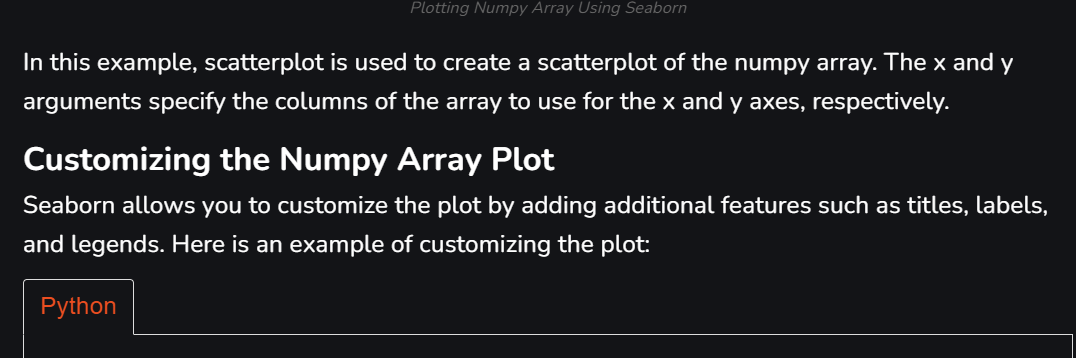 Plotting Numpy Array Using Seaborn
In this example, scatterplot is used to create a scatterplot of the numpy array. The x and y
arguments specify the columns of the array to use for the x and y axes, respectively.
Customizing the Numpy Array Plot
Seaborn allows you to customize the plot by adding additional features such as titles, labels,
and legends. Here is an example of customizing the plot:
Python